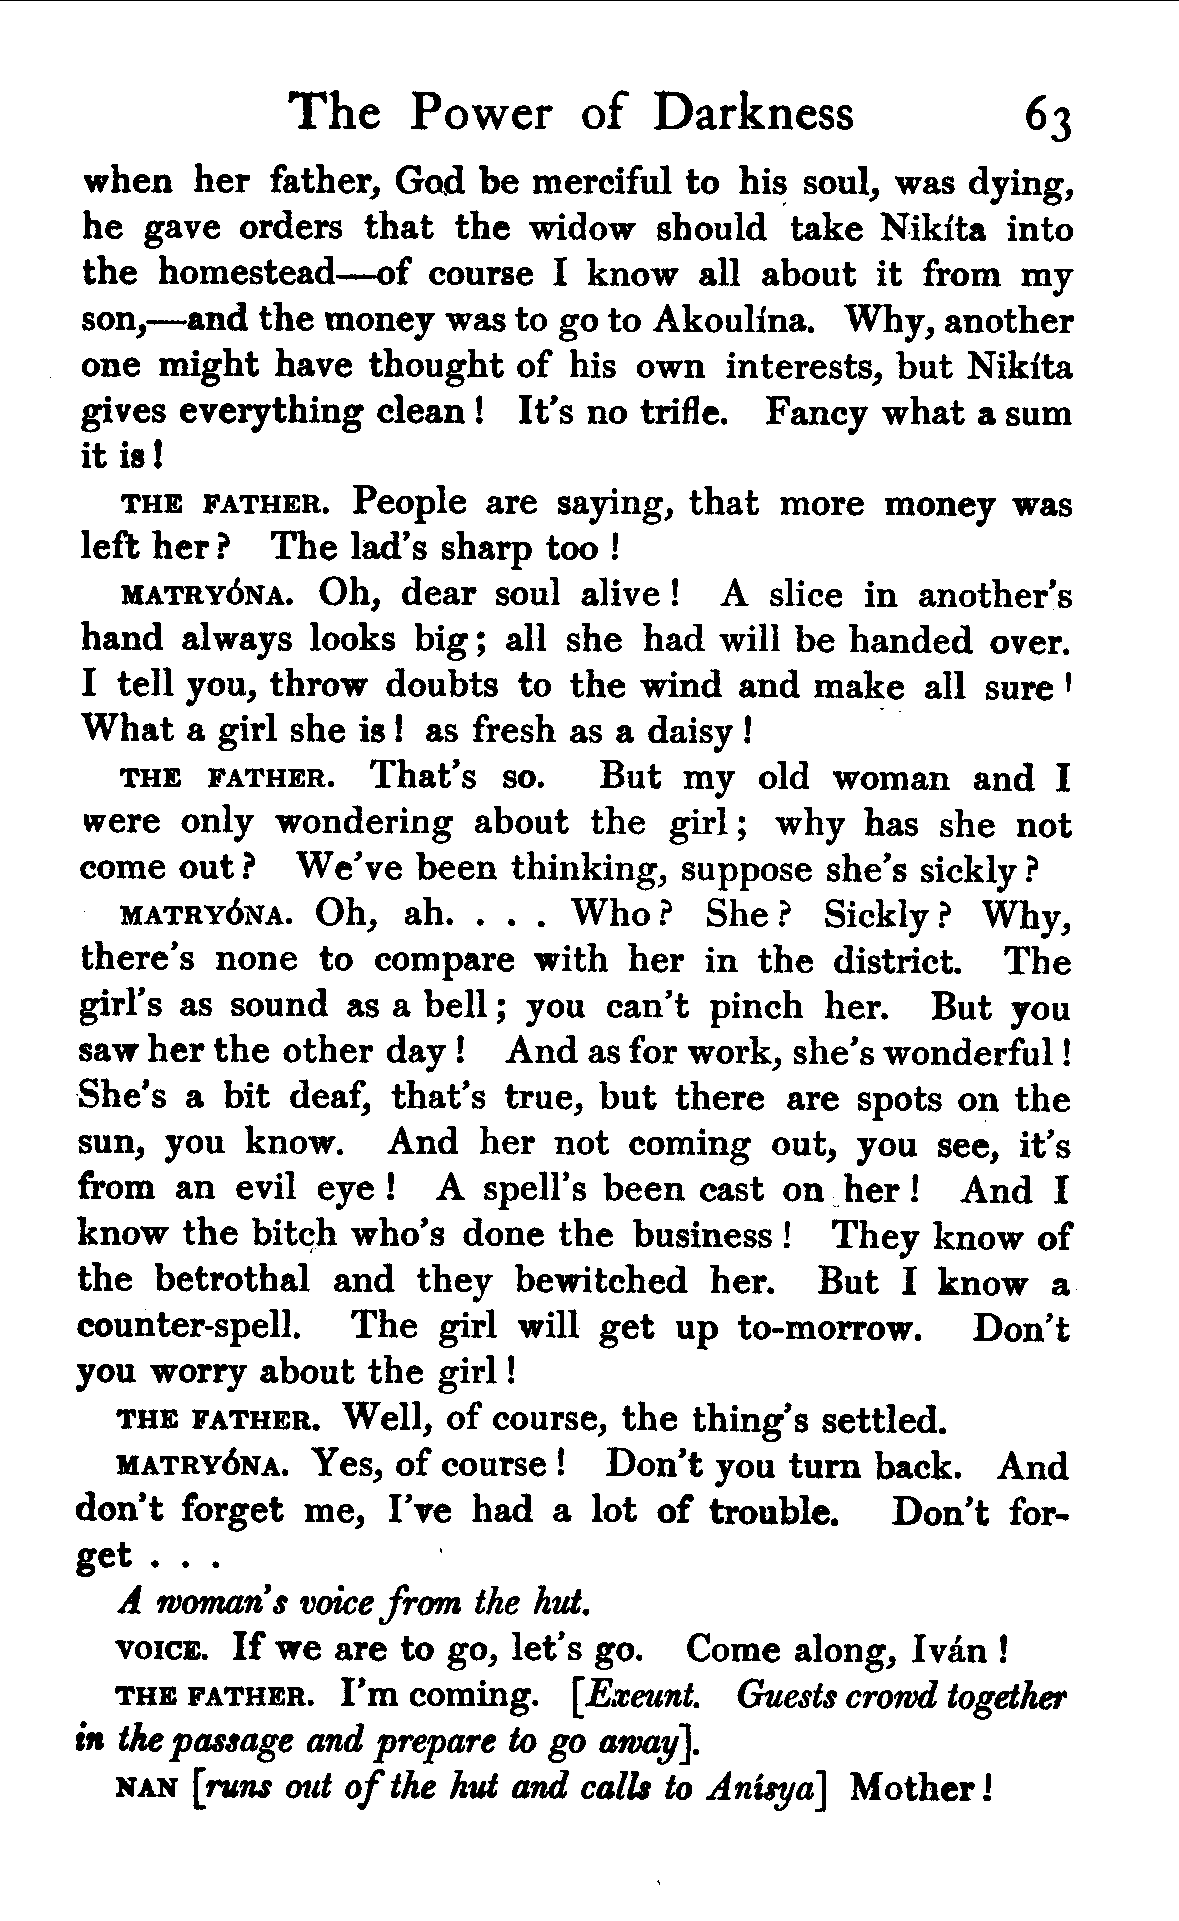 The Power of Darkness 63
when her father, God be merciful to his soul, was dying,
he gave orders that the widow should take Nikíta into
the homestead—of course I know all about it from my
son,—and the money was to go to Akoulína. Why, another
one might have thought of his own interests, but Nikíta
gives everything clean! It's no trifle. Fancy what a sum
it is!
THE FATHER. People are saying, that more money was
left her? The lad's sharp too!
MATRYÓNA. Oh, dear soul alive! A slice in another's
hand always looks big; all she had will be handed over.
I tell you, throw doubts to the wind and make all sure!
What a girl she is! as fresh as a daisy!
THE FATHER. That's so. But my old woman and I
were only wondering about the girl; why has she not
come out? We've been thinking, suppose she's sickly?
MATRYÓNA. Oh, ah. . . . Who? She? Sickly? Why,
there's none to compare with her in the district. The
girl's as sound as a bell; you can't pinch her. But you
saw her the other day! And as for work, she's wonderful!
She's a bit deaf, that's true, but there are spots on the
sun, you know. And her not coming out, you see, it's
from an evil eye! A spell's been cast on her! And I
know the bitch who's done the business! They know of
the betrothal and they bewitched her. But I know a
counter-spell. The girl will get up to-morrow. Don't
you worry about the girl!
THE FATHER. Well, of course, the thing's settled.
MATRYÓNA. Yes, of course! Don't you turn back. And
don't forget me, I've had a lot of trouble. Don't for-
get . . .
A woman's voice from the hut.
VOICE. If we are to go, let's go. Come along, Iván!
THE FATHER. I'm coming. [Exeunt. Guests crowd together
in the passage and prepare to go away].
NAN [runs out of the hut and calls to Anísya] Mother!